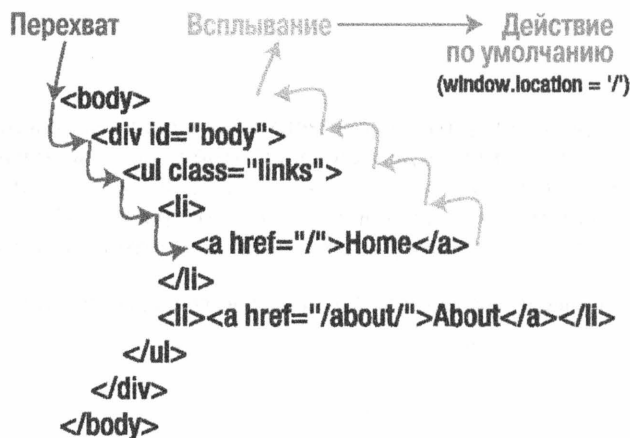 Перехват Всплывание Действие
по умолчанию
(window.location = '/')
<body>
<div id="body">
<ul class="links">
<li>
<a href="/">Home</a>
</li>
<li><a href="/about/">About</a></li>
</ul>
</div>
</body>